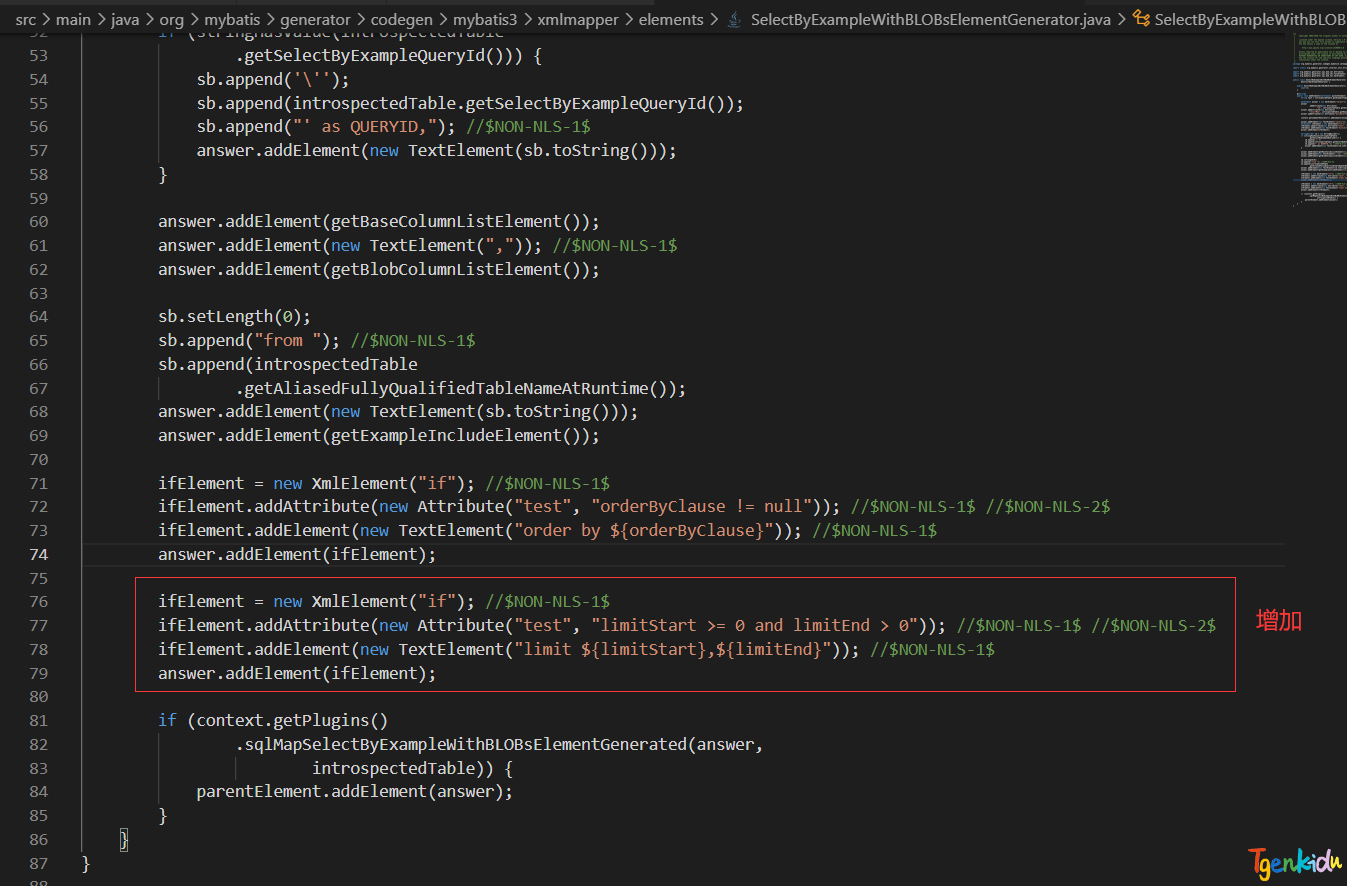 src > main > java > org > mybatis > generator > codegen > mybatis3 > xmlmapper > elements > SelectByExampleWithBLOBsElementGenerator.java > SelectByExampleWithBLOB
52 if (stringHasValue(introspectedTable
53 .getSelectByExampleQueryId())) {
54 sb.append('\'');
55 sb.append(introspectedTable.getSelectByExampleQueryId());
56 sb.append("' as QUERYID,"); //$NON-NLS-1$
57 answer.addElement(new TextElement(sb.toString()));
58 }
59
60 answer.addElement(getBaseColumnListElement());
61 answer.addElement(new TextElement(",")); //$NON-NLS-1$
62 answer.addElement(getBlobColumnListElement());
63
64 sb.setLength(0);
65 sb.append("from "); //$NON-NLS-1$
66 sb.append(introspectedTable
67 .getAliasedFullyQualifiedTableNameAtRuntime());
68 answer.addElement(new TextElement(sb.toString()));
69 answer.addElement(getExampleIncludeElement());
70
71 ifElement = new XmlElement("if"); //$NON-NLS-1$
72 ifElement.addAttribute(new Attribute("test", "orderByClause != null")); //$NON-NLS-1$ //$NON-NLS-2$
73 ifElement.addElement(new TextElement("order by ${orderByClause}")); //$NON-NLS-1$
74 answer.addElement(ifElement);
75
76 ifElement = new XmlElement("if"); //$NON-NLS-1$
77 ifElement.addAttribute(new Attribute("test", "limitStart >= 0 and limitEnd > 0")); //$NON-NLS-1$ //$NON-NLS-2$
增加
78 ifElement.addElement(new TextElement("limit ${limitStart},${limitEnd}")); //$NON-NLS-1$
79 answer.addElement(ifElement);
80
81 if (context.getPlugins()
82 .sqlMapSelectByExampleWithBLOBsElementGenerated(answer,
83 introspectedTable)) {
84 parentElement.addElement(answer);
85 }
86 }
87 }
88
Tgenkidu